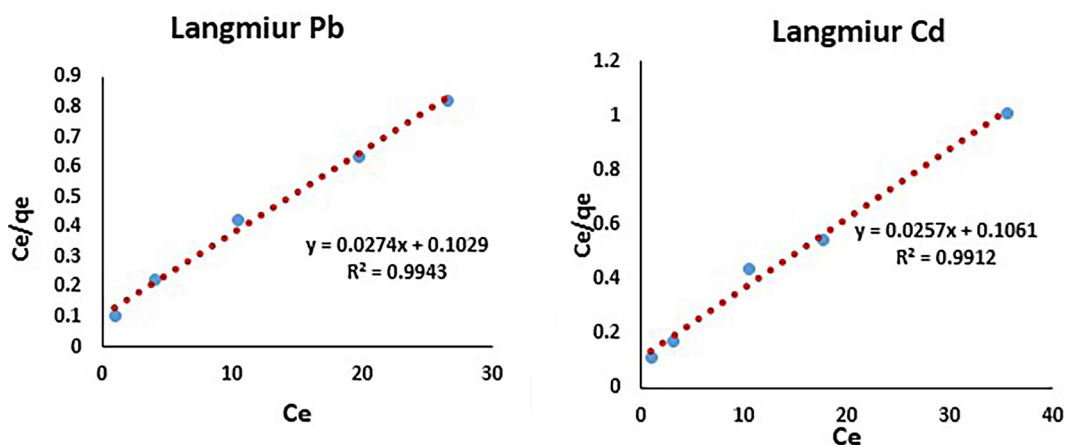 Langmiur Pb
0.9
0.8
0.7
0.6
0.5
0.4
0.3
0.2
0.1
0
Ce/qe
y = 0.0274x + 0.1029
R² = 0.9943
0 10 20 30
Ce
Langmiur Cd
1.2
1
0.8
0.6
0.4
0.2
0
Ce/qe
y = 0.0257x + 0.1061
R² = 0.9912
0 10 20 30 40
Ce